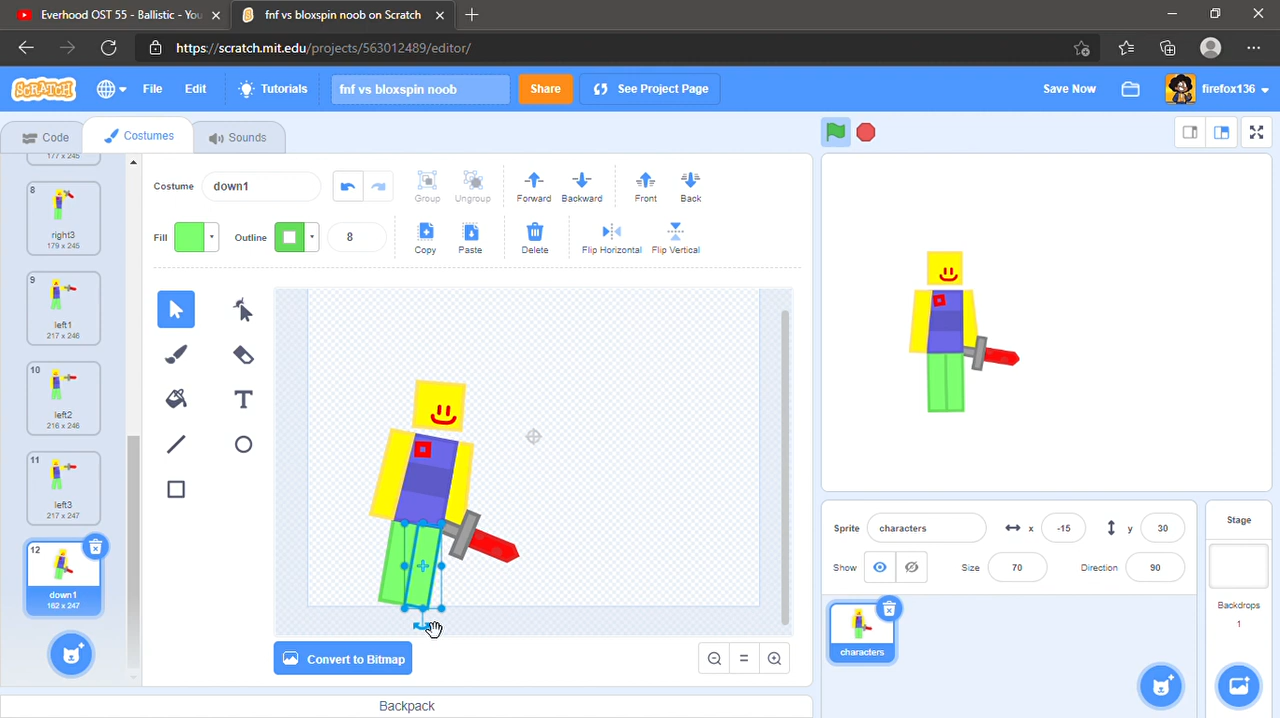 Everhood OST 55 - Ballistic - You
fnf vs bloxspin noob on Scratch
https://scratch.mit.edu/projects/563012489/editor/
SCRATCH
File
Edit
Tutorials
fnf vs bloxspin noob
Share
See Project Page
Save Now
firefox136
Code
Costumes
Sounds
177 x 245
8
right3
179 x 245
9
left1
217 x 246
10
left2
216 x 246
11
left3
217 x 247
12
down1
162 x 247
Costume
down1
Group
Ungroup
Forward
Backward
Front
Back
Fill
Outline
8
Copy
Paste
Delete
Flip Horizontal
Flip Vertical
T
Convert to Bitmap
Backpack
Sprite
characters
x
-15
y
30
Show
Size
70
Direction
90
characters
Stage
Backdrops
1